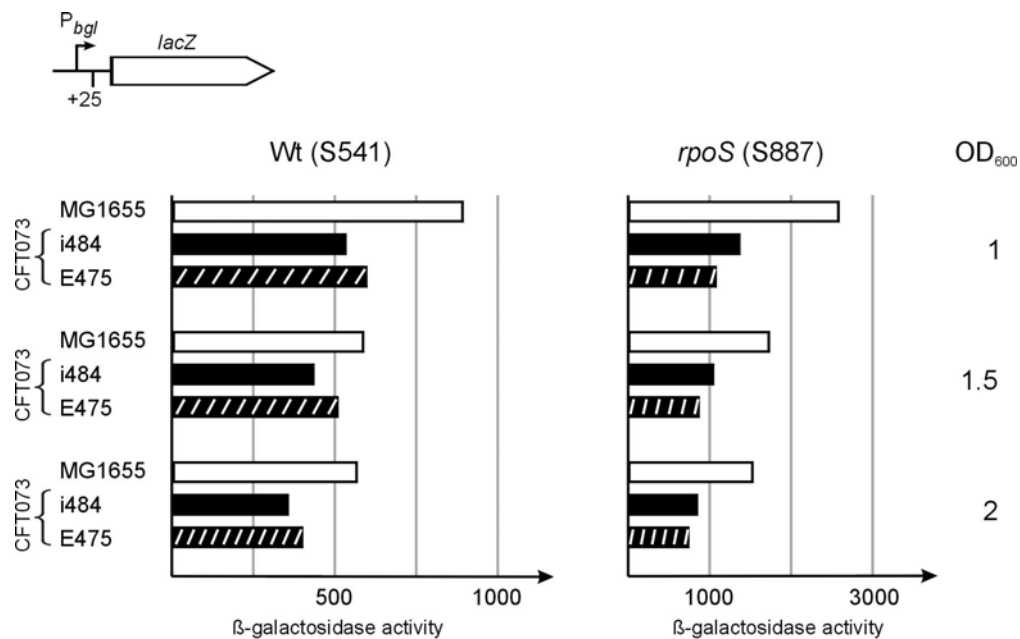 P bgl
lacZ
+25
Wt (S541)
rpoS (S887)
OD600
MG1655
CFT073
i484
E475
1
MG1655
CFT073
i484
E475
1.5
MG1655
CFT073
i484
E475
2
500 1000
1000 3000
ß-galactosidase activity
ß-galactosidase activity